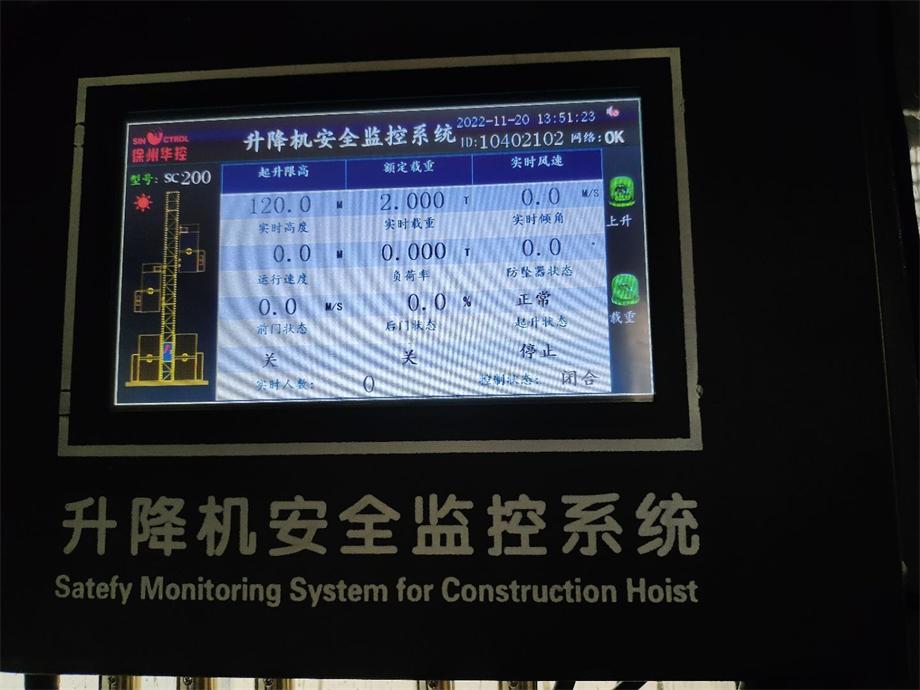 SIN CTROL
徐州华控
升降机安全监控系统
2022-11-20 13:51:23
ID:10402102 网络:OK
型号: SC200
起升限高 额定载重 实时风速
120.0 M 2.000 T 0.0 M/S
实时高度 实时载重 实时倾角
0.0 M 0.000 T 0.0 °
运行速度 负荷率 防坠器状态
0.0 M/S 0.0 % 正常
前门状态 后门状态 起升状态
关 关 停止
实时人数: 0 控制状态: 闭合
上升
载重
升降机安全监控系统
Satefy Monitoring System for Construction Hoist